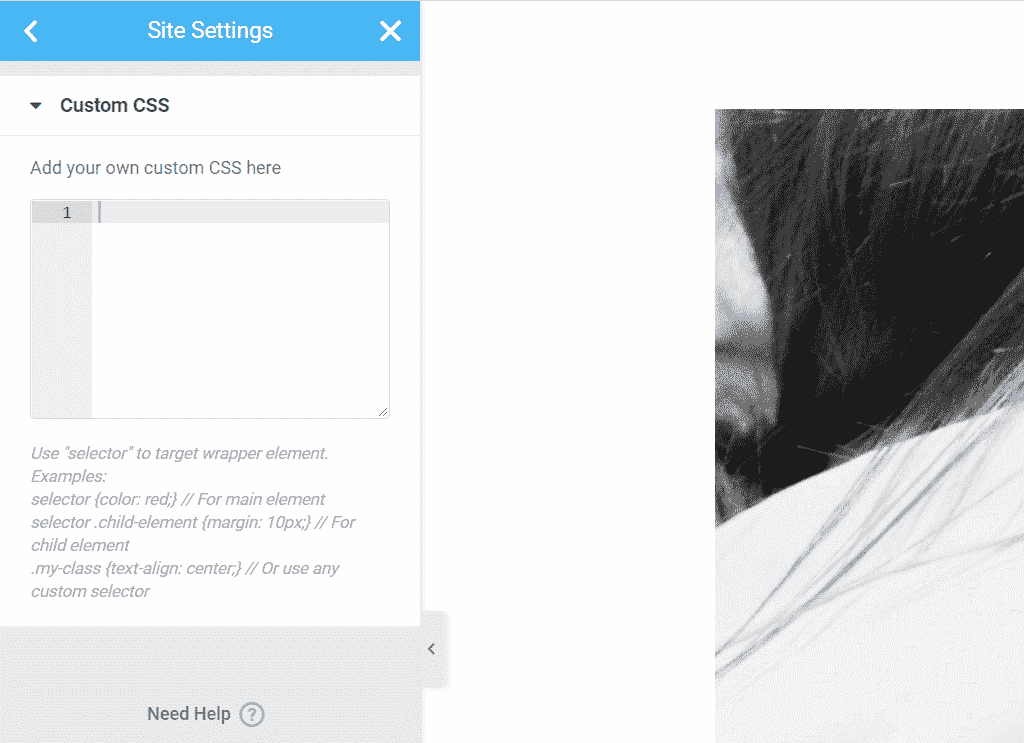 Site Settings
Custom CSS
Add your own custom CSS here
1
Use "selector" to target wrapper element.
Examples:
selector {color: red;} // For main element
selector .child-element {margin: 10px;} // For
child element
.my-class {text-align: center;} // Or use any
custom selector
Need Help ?